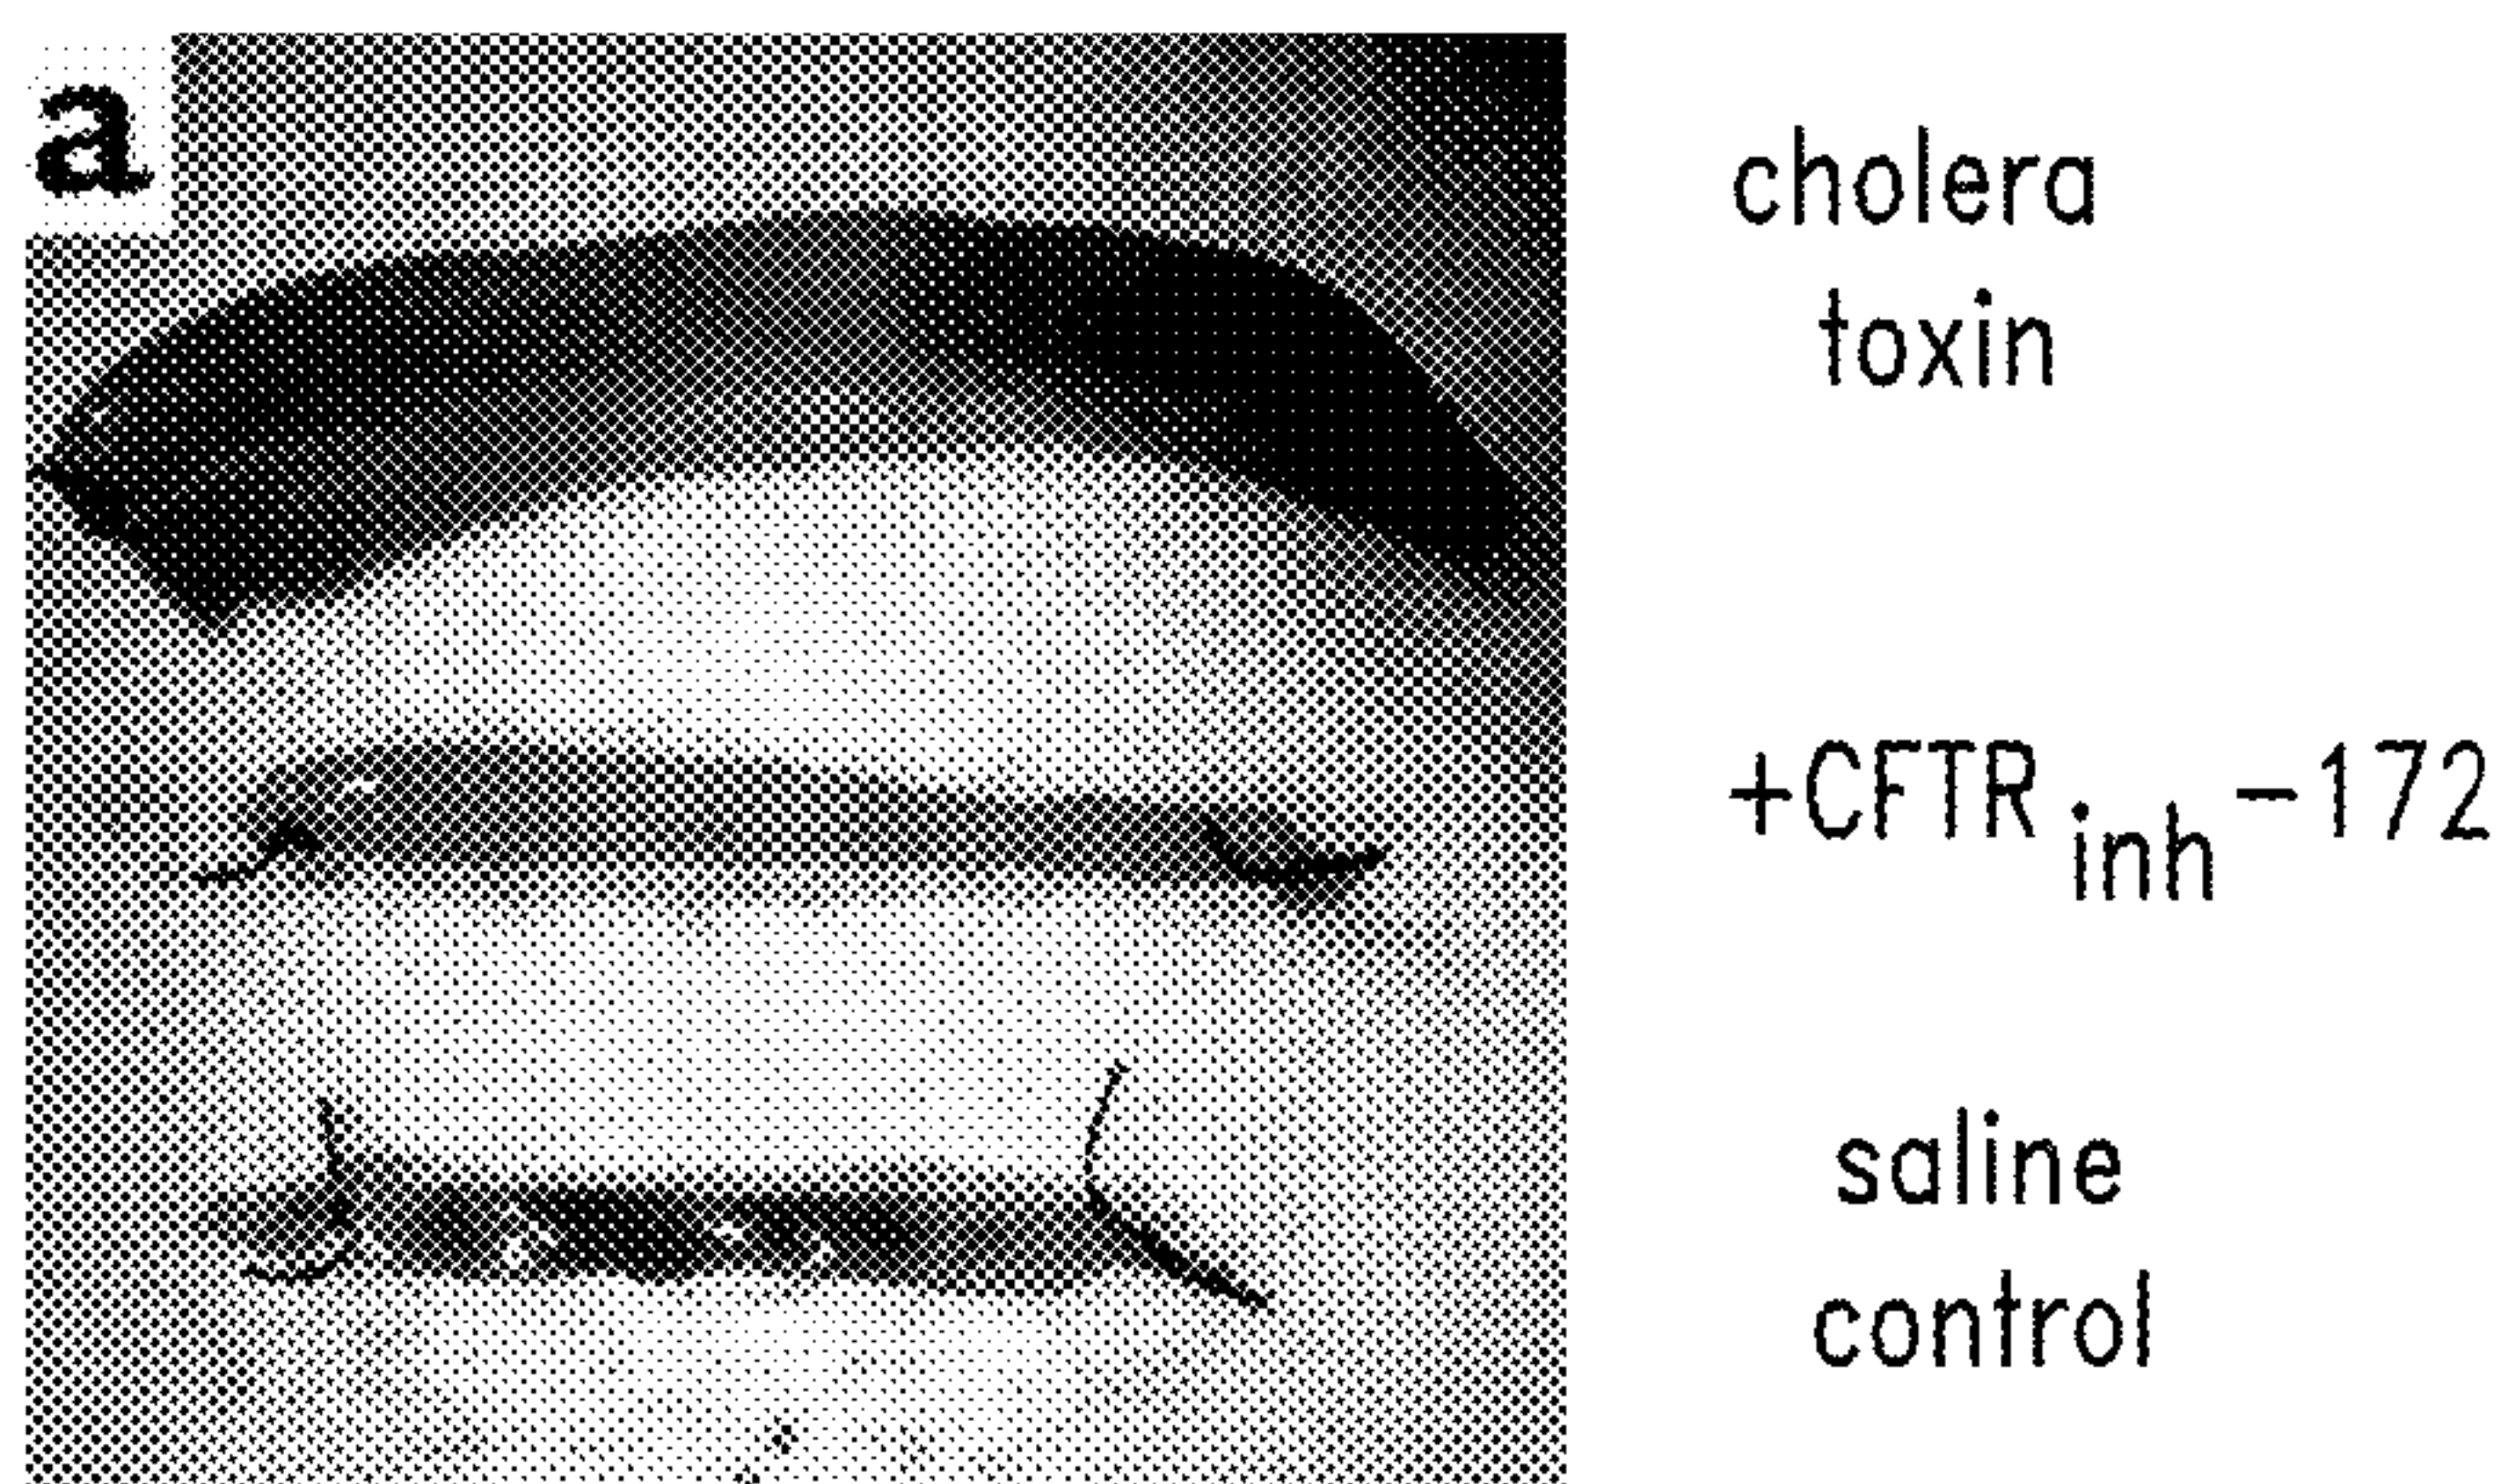 a
cholera
toxin
+CFTR inh -172
saline
control